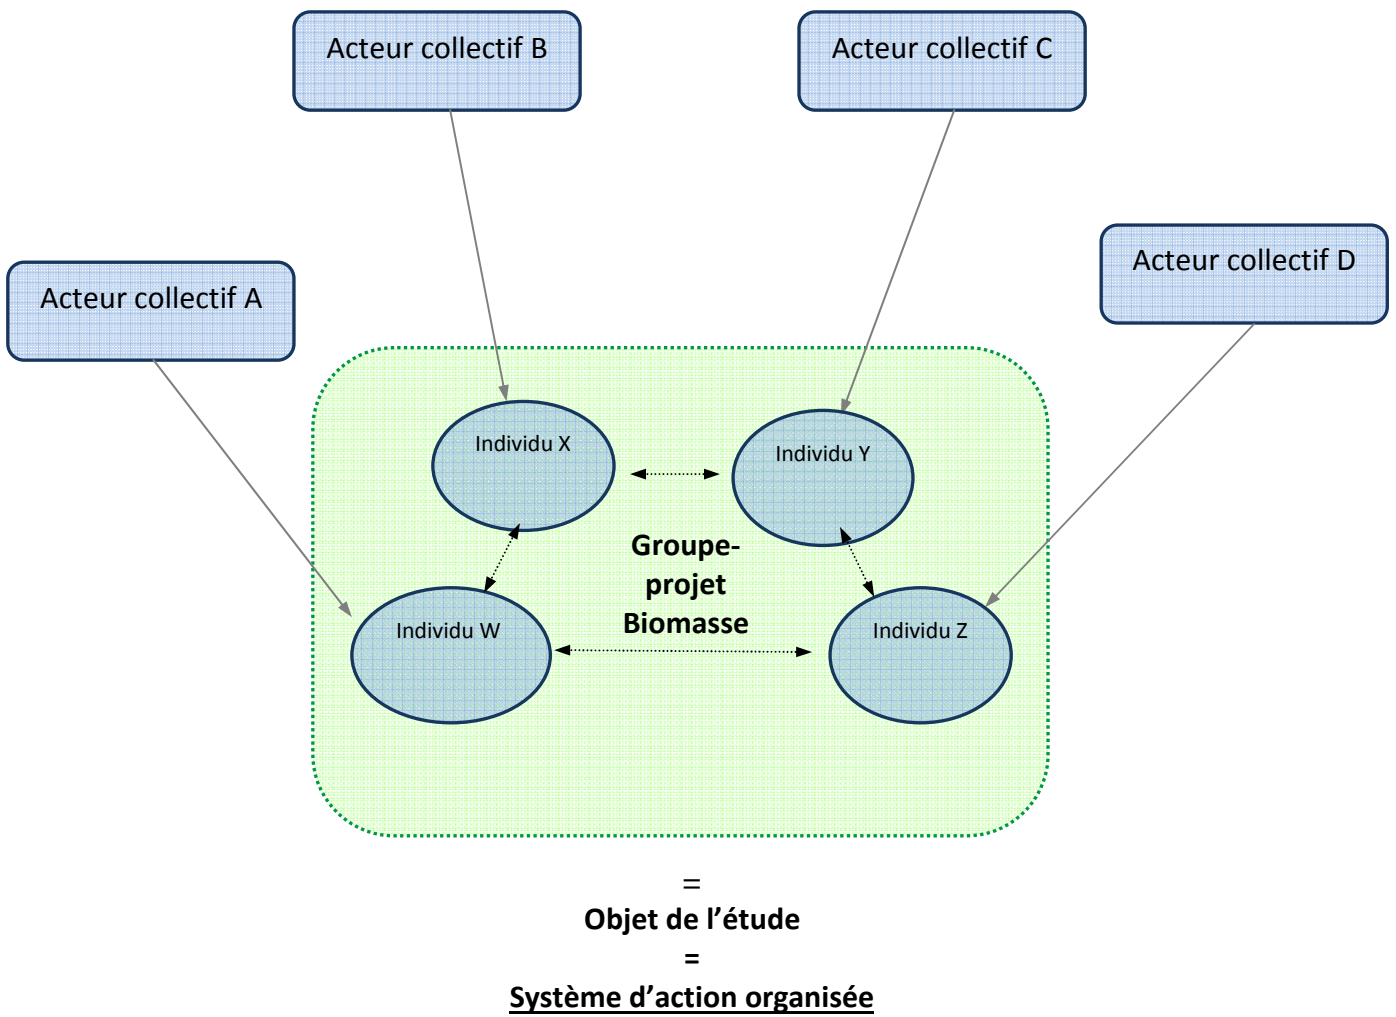 Acteur collectif B
Acteur collectif C
Acteur collectif D
Acteur collectif A
Individu X
Individu Y
Groupe-
projet
Biomasse
Individu W
Individu Z
=
Objet de l’étude
=
Système d’action organisée